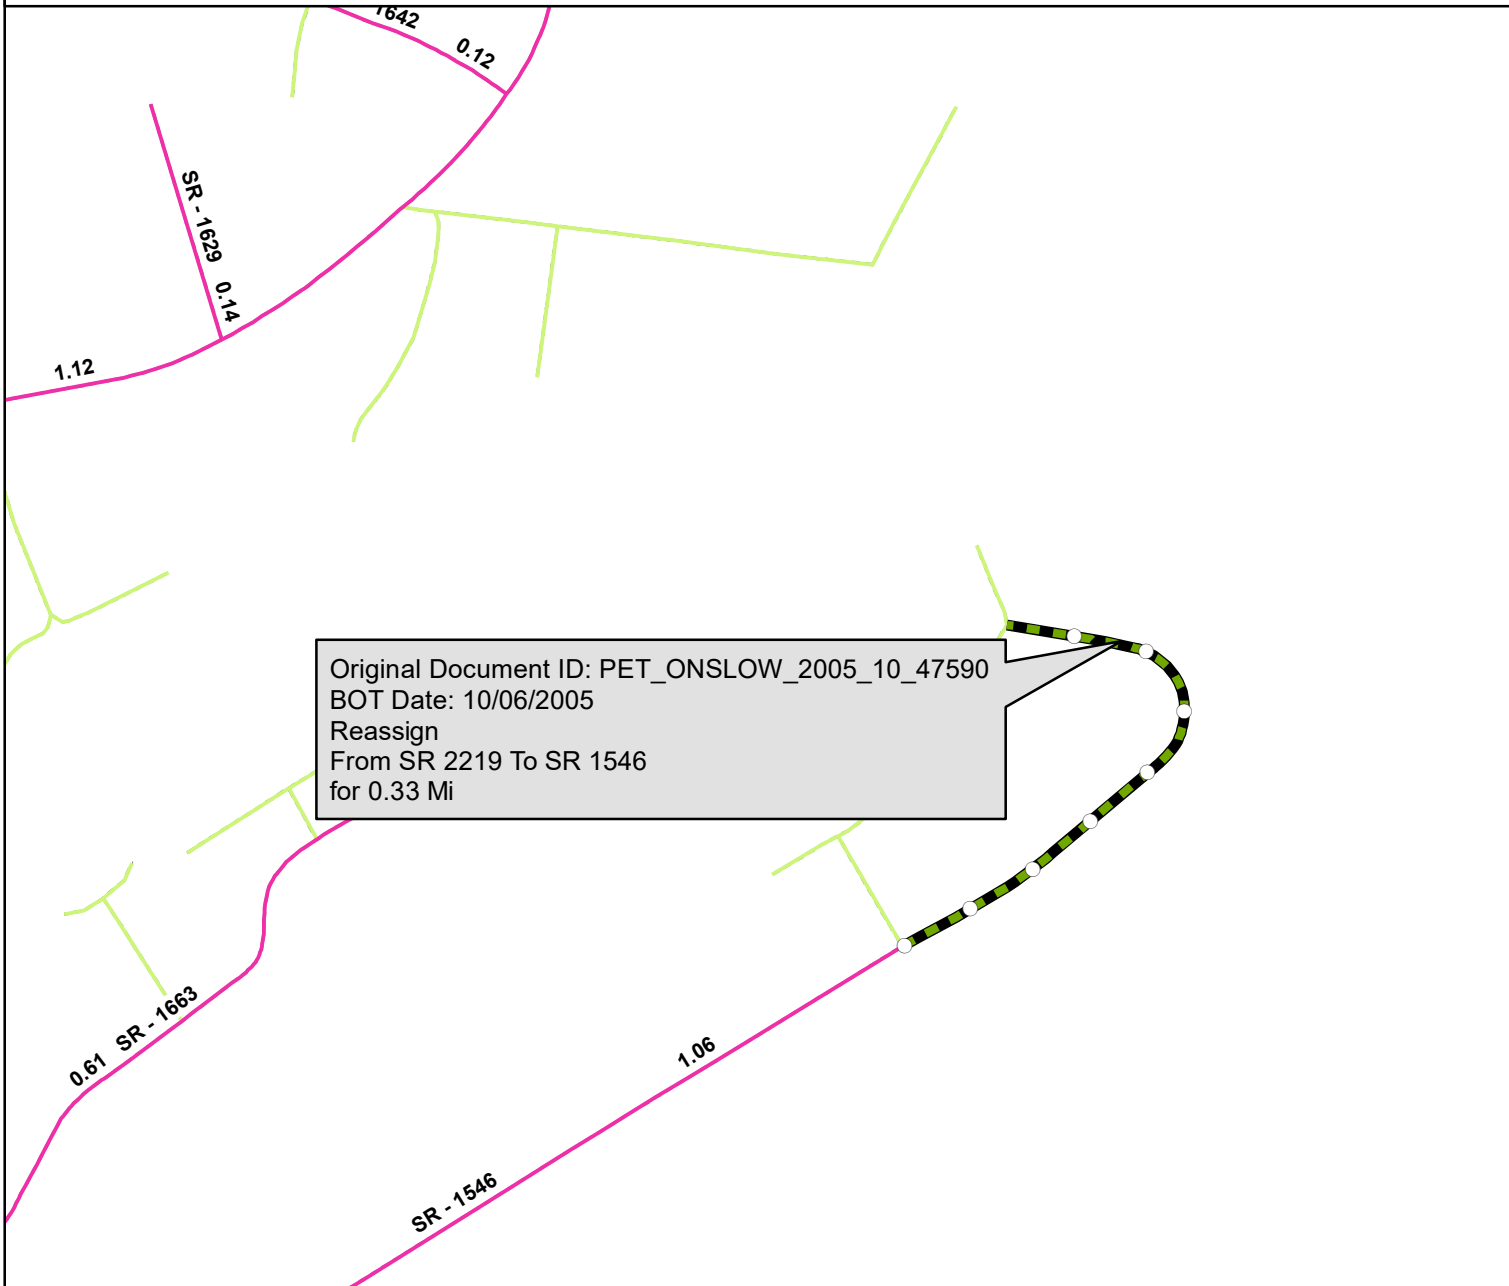 1642
0.12
SR - 1629 0.14
1.12
Original Document ID: PET_ONSLOW_2005_10_47590
BOT Date: 10/06/2005
Reassign
From SR 2219 To SR 1546
for 0.33 Mi
0.61 SR - 1663
1.06
SR - 1546